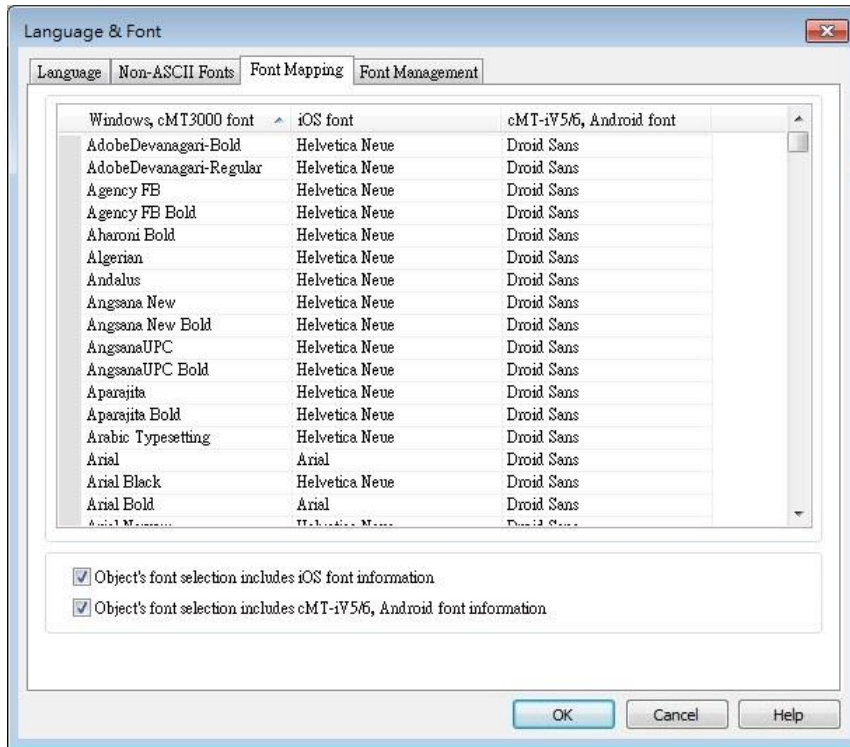 Language & Font
Language Non-ASCII Fonts Font Mapping Font Management
Windows, cMT3000 font iOS font cMT-iV5/6, Android font
AdobeDevanagari-Bold Helvetica Neue Droid Sans
AdobeDevanagari-Regular Helvetica Neue Droid Sans
Agency FB Helvetica Neue Droid Sans
Agency FB Bold Helvetica Neue Droid Sans
Aharoni Bold Helvetica Neue Droid Sans
Algerian Helvetica Neue Droid Sans
Andalus Helvetica Neue Droid Sans
Angsana New Helvetica Neue Droid Sans
Angsana New Bold Helvetica Neue Droid Sans
AngsanaUPC Helvetica Neue Droid Sans
AngsanaUPC Bold Helvetica Neue Droid Sans
Aparajita Helvetica Neue Droid Sans
Aparajita Bold Helvetica Neue Droid Sans
Arabic Typesetting Helvetica Neue Droid Sans
Arial Arial Droid Sans
Arial Black Helvetica Neue Droid Sans
Arial Bold Arial Droid Sans
Object's font selection includes iOS font information
Object's font selection includes cMT-iV5/6, Android font information
OK Cancel Help